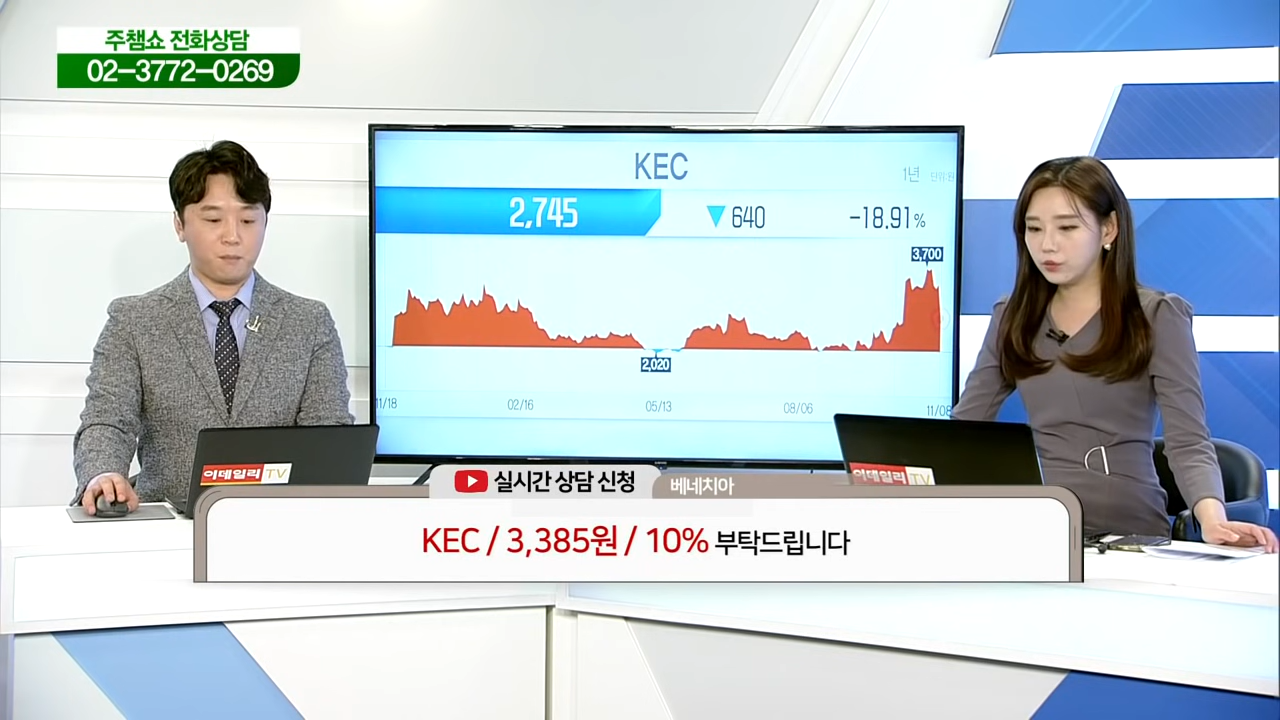 주챔쇼 전화상담
02-3772-0269
KEC
1년 단위:원
2,745 ▼640 -18.91%
3,700
2,020
11/18 02/16 05/13 08/06 11/08
이데일리TV
이데일리TV
실시간 상담 신청 베네치아
KEC / 3,385원 / 10% 부탁드립니다